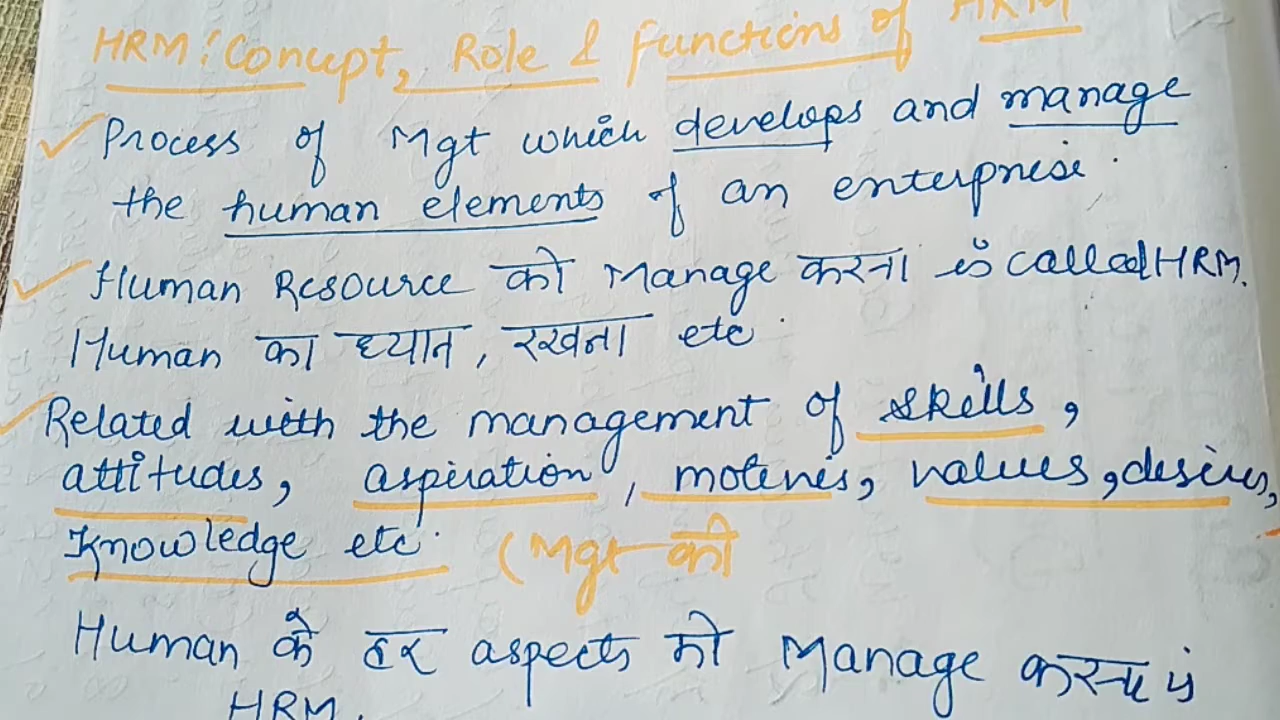 HRM: Concept, Role & functions of HRM
Process of Mgt which develops and manage
the human elements of an enterprise.
Human Resource को Manage करना is called HRM.
Human का ध्यान, रखना etc.
Related with the management of skills,
attitudes, aspiration, motives, values, desires,
Knowledge etc. (Mgt की
Human के हर aspects को Manage करना is
HRM.